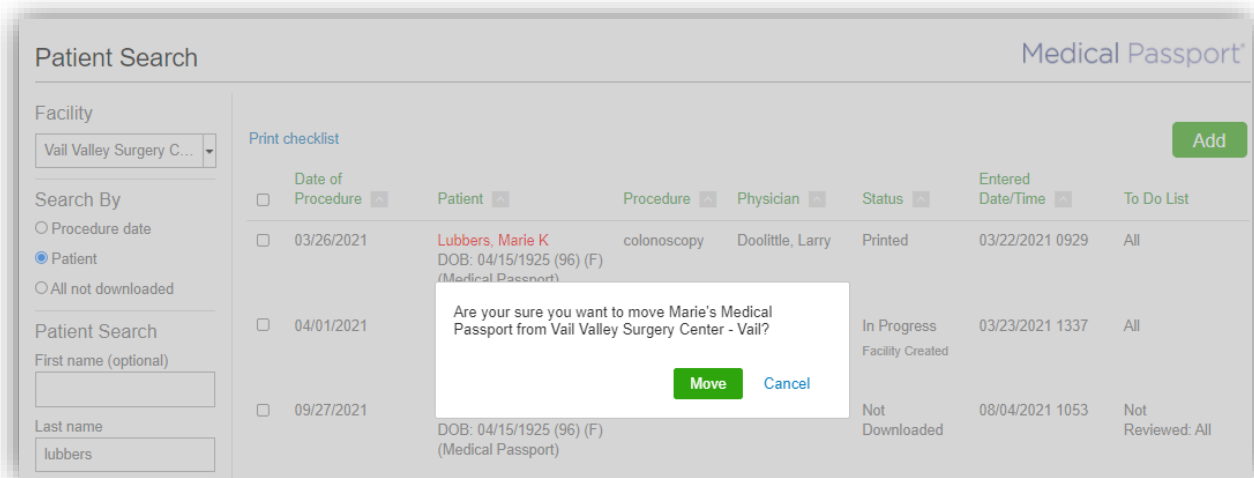 Patient Search
Medical Passport®
Facility
Vail Valley Surgery C...
Search By
Procedure date
Patient
All not downloaded
Patient Search
First name (optional)
Last name
lubbers
Print checklist
Add
Date of Procedure Patient Procedure Physician Status Entered Date/Time To Do List
03/26/2021 Lubbers, Marie K colonoscopy Doolittle, Larry Printed 03/22/2021 0929 All
DOB: 04/15/1925 (96) (F)
(Medical Passport)
Are your sure you want to move Marie's Medical
Passport from Vail Valley Surgery Center - Vail?
Move Cancel
04/01/2021 In Progress 03/23/2021 1337 All
Facility Created
09/27/2021 Not 08/04/2021 1053 Not
DOB: 04/15/1925 (96) (F) Downloaded Reviewed: All
(Medical Passport)